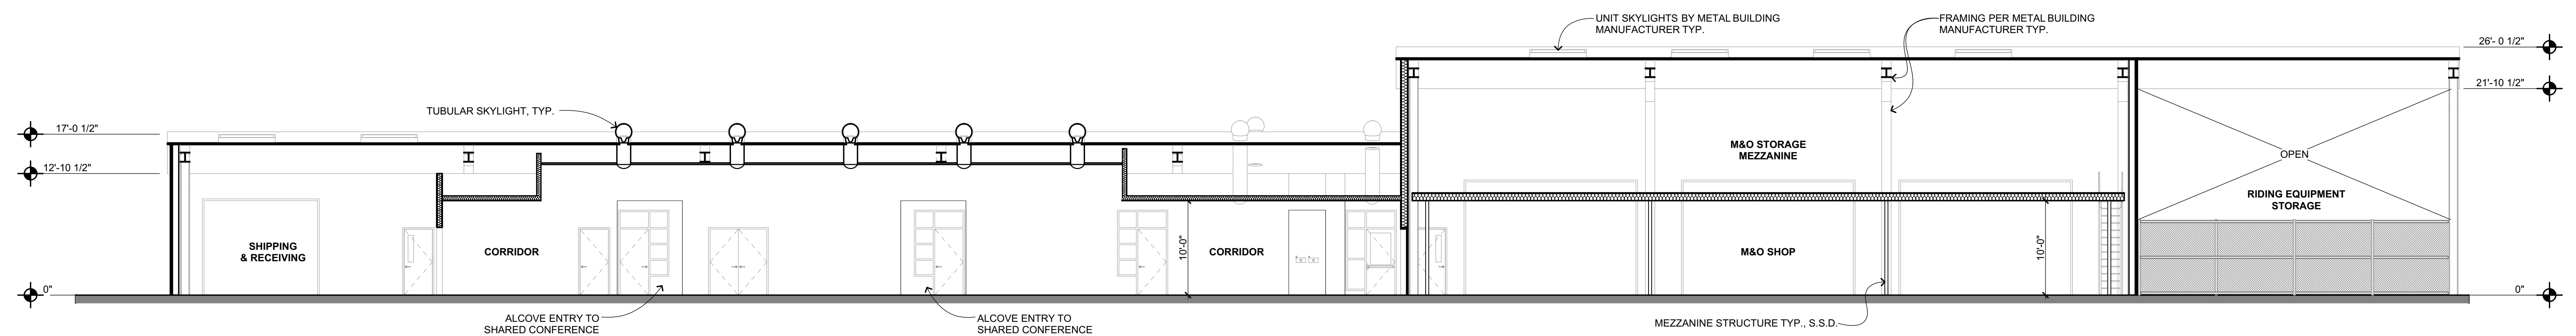 UNIT SKYLIGHTS BY METAL BUILDING
MANUFACTURER TYP.
FRAMING PER METAL BUILDING
MANUFACTURER TYP.
26'- 0 1/2"
21'-10 1/2"
TUBULAR SKYLIGHT, TYP.
17'-0 1/2"
12'-10 1/2"
M&O STORAGE
MEZZANINE
OPEN
RIDING EQUIPMENT
STORAGE
SHIPPING
& RECEIVING
CORRIDOR
10'-0"
CORRIDOR
M&O SHOP
10'-0"
0"
0"
ALCOVE ENTRY TO
SHARED CONFERENCE
ALCOVE ENTRY TO
SHARED CONFERENCE
MEZZANINE STRUCTURE TYP., S.S.D.